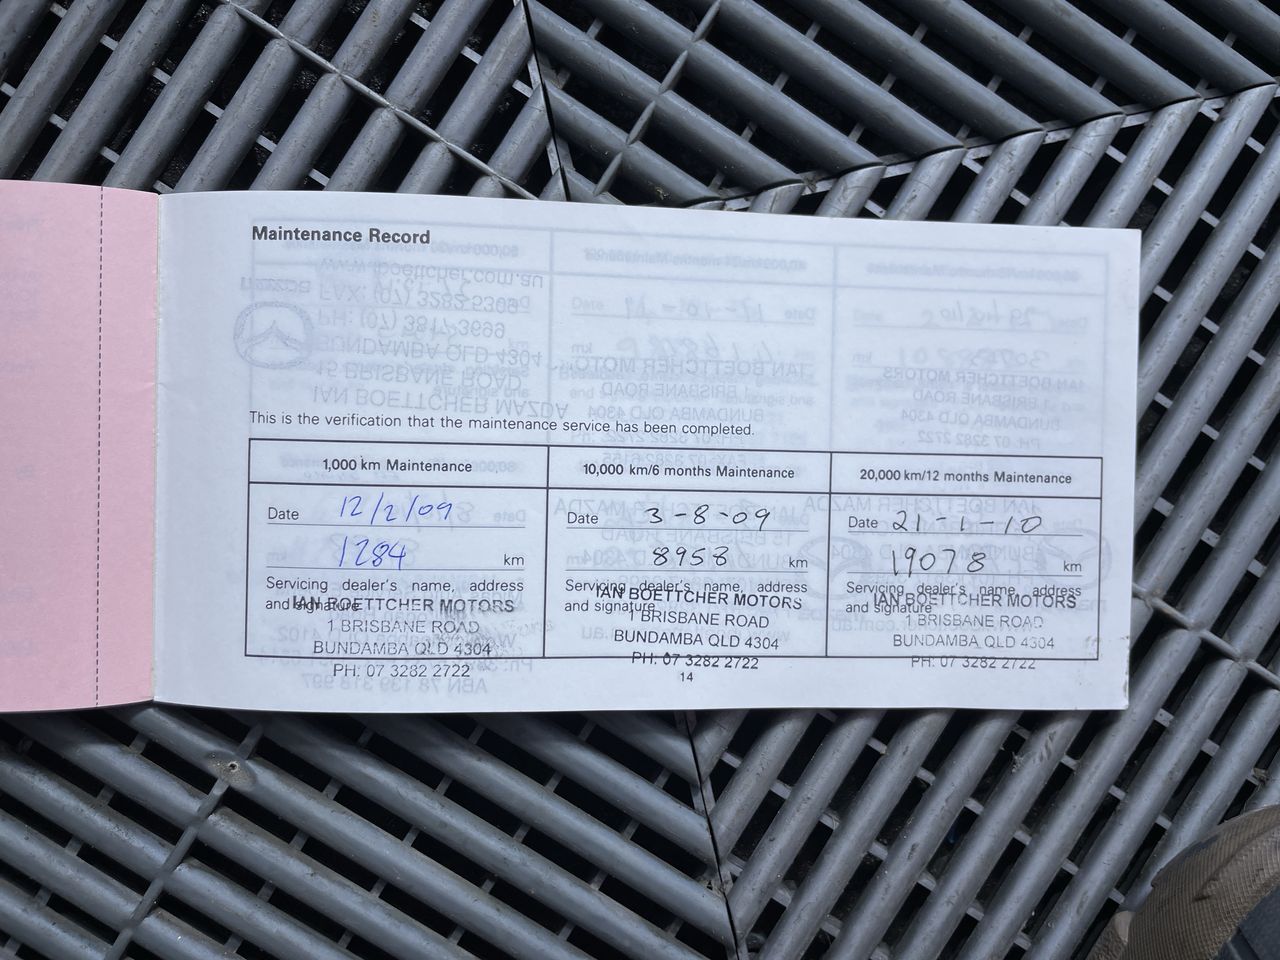 Maintenance Record
This is the verification that the maintenance service has been completed.
1,000 km Maintenance
Date 12/2/09
1284 km
Servicing dealer's name, address
and signature
IAN BOETTCHER MOTORS
1 BRISBANE ROAD
BUNDAMBA QLD 4304
PH: 07 3282 2722
10,000 km/6 months Maintenance
Date 3-8-09
8958 km
Servicing dealer's name, address
and signature
IAN BOETTCHER MOTORS
1 BRISBANE ROAD
BUNDAMBA QLD 4304
PH: 07 3282 2722
20,000 km/12 months Maintenance
Date 21-1-10
19078 km
Servicing dealer's name, address
and signature
IAN BOETTCHER MOTORS
1 BRISBANE ROAD
BUNDAMBA QLD 4304
PH: 07 3282 2722
14